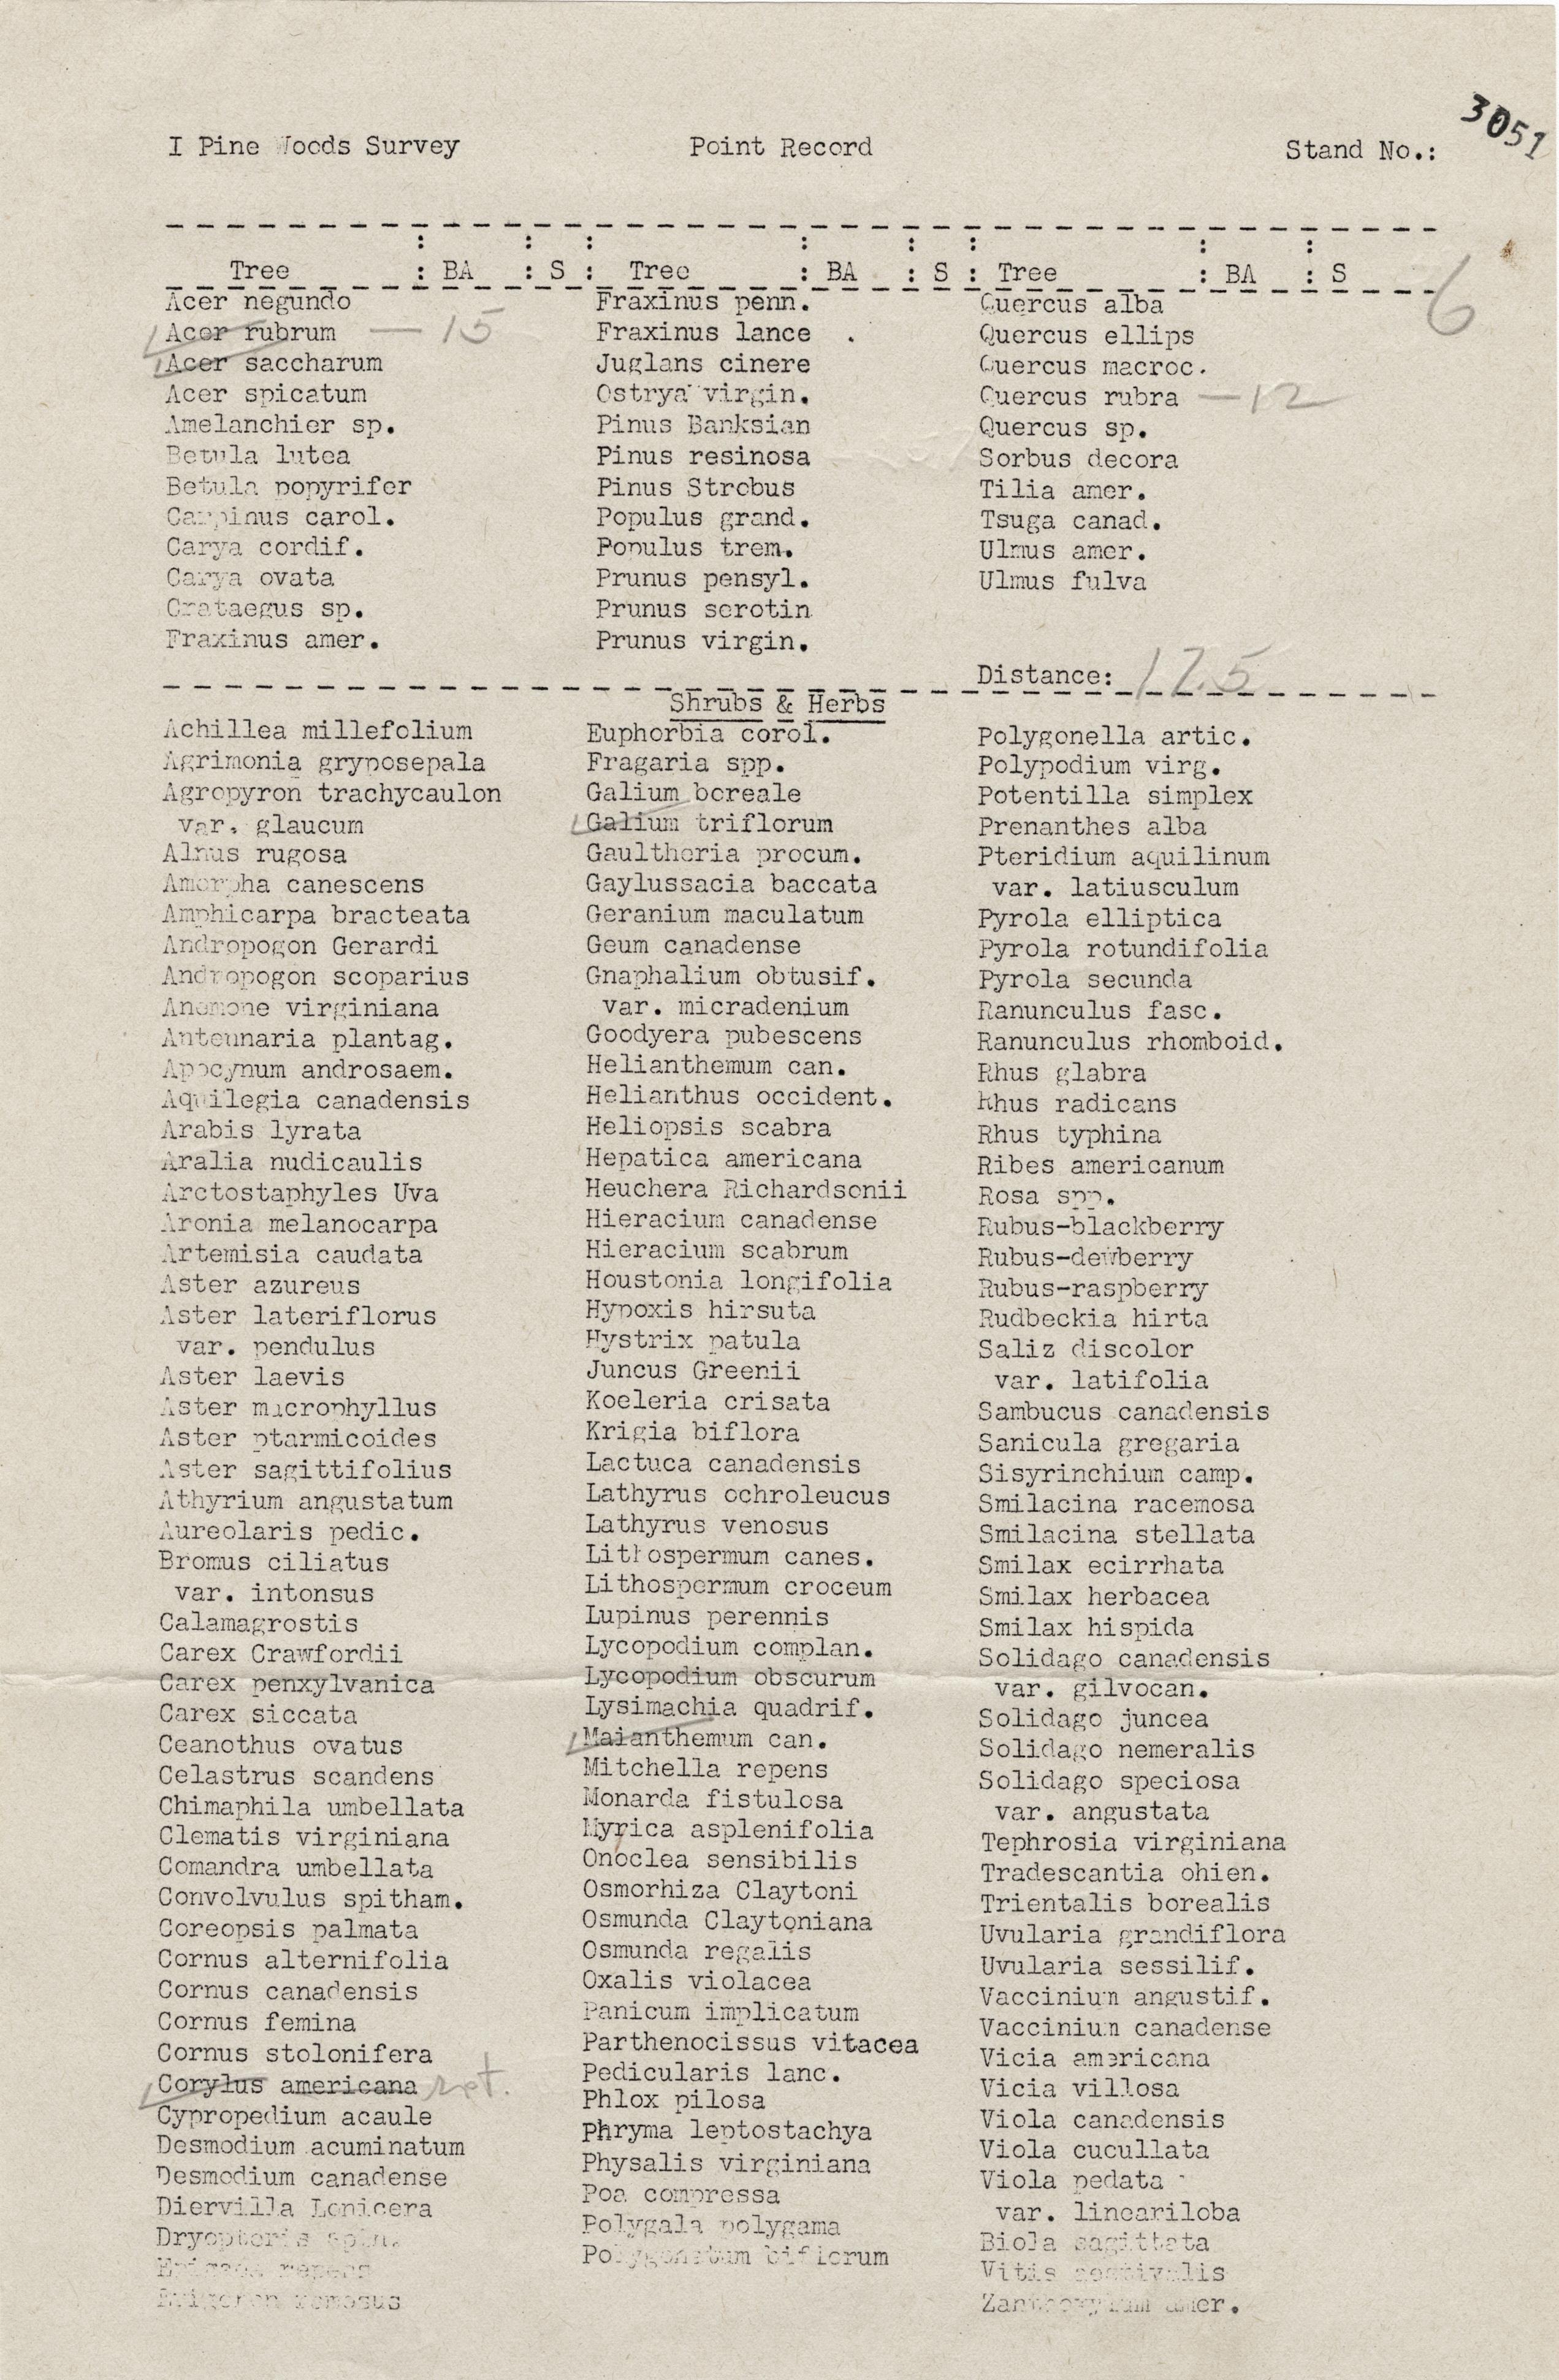 3051
I Pine Woods Survey Point Record Stand No.:
: : : : : : : :
Tree : BA : S : Tree : BA : S : Tree : BA : S
6
Acer negundo
Acer rubrum — 15
Acer saccharum
Acer spicatum
Amelanchier sp.
Betula lutea
Betula popyrifer
Carpinus carol.
Carya cordif.
Carya ovata
Crataegus sp.
Fraxinus amer.
Fraxinus penn.
Fraxinus lance .
Juglans cinere
Ostrya virgin.
Pinus Banksian
Pinus resinosa
Pinus Strobus
Populus grand.
Populus trem.
Prunus pensyl.
Prunus serotin
Prunus virgin.
Quercus alba
Quercus ellips
Quercus macroc.
Quercus rubra — 12
Quercus sp.
Sorbus decora
Tilia amer.
Tsuga canad.
Ulmus amer.
Ulmus fulva
Distance: 17.5
Shrubs & Herbs
Achillea millefolium
Agrimonia gryposepala
Agropyron trachycaulon
var. glaucum
Alnus rugosa
Amorpha canescens
Amphicarpa bracteata
Andropogon Gerardi
Andropogon scoparius
Anemone virginiana
Antennaria plantag.
Apocynum androsaem.
Aquilegia canadensis
Arabis lyrata
Aralia nudicaulis
Arctostaphyles Uva
Aronia melanocarpa
Artemisia caudata
Aster azureus
Aster lateriflorus
var. pendulus
Aster laevis
Aster macrophyllus
Aster ptarmicoides
Aster sagittifolius
Athyrium angustatum
Aureolaris pedic.
Bromus ciliatus
var. intonsus
Calamagrostis
Carex Crawfordii
Carex penxylvanica
Carex siccata
Ceanothus ovatus
Celastrus scandens
Chimaphila umbellata
Clematis virginiana
Comandra umbellata
Convolvulus spitham.
Coreopsis palmata
Cornus alternifolia
Cornus canadensis
Cornus femina
Cornus stolonifera
Corylus americana ret.
Cypropedium acaule
Desmodium acuminatum
Desmodium canadense
Diervilla Lonicera
Dryopteris spin.
Epigaea repens
Erigeron ramosus
Euphorbia corol.
Fragaria spp.
Galium boreale
Galium triflorum
Gaultheria procum.
Gaylussacia baccata
Geranium maculatum
Geum canadense
Gnaphalium obtusif.
var. micradenium
Goodyera pubescens
Helianthemum can.
Helianthus occident.
Heliopsis scabra
Hepatica americana
Heuchera Richardsonii
Hieracium canadense
Hieracium scabrum
Houstonia longifolia
Hypoxis hirsuta
Hystrix patula
Juncus Greenii
Koeleria crisata
Krigia biflora
Lactuca canadensis
Lathyrus ochroleucus
Lathyrus venosus
Lithospermum canes.
Lithospermum croceum
Lupinus perennis
Lycopodium complan.
Lycopodium obscurum
Lysimachia quadrif.
Maianthemum can.
Mitchella repens
Monarda fistulosa
Myrica asplenifolia
Onoclea sensibilis
Osmorhiza Claytoni
Osmunda Claytoniana
Osmunda regalis
Oxalis violacea
Panicum implicatum
Parthenocissus vitacea
Pedicularis lanc.
Phlox pilosa
Phryma leptostachya
Physalis virginiana
Poa compressa
Polygala polygama
Polygonatum biflorum
Polygonella artic.
Polypodium virg.
Potentilla simplex
Prenanthes alba
Pteridium aquilinum
var. latiusculum
Pyrola elliptica
Pyrola rotundifolia
Pyrola secunda
Ranunculus fasc.
Ranunculus rhomboid.
Rhus glabra
Rhus radicans
Rhus typhina
Ribes americanum
Rosa spp.
Rubus-blackberry
Rubus-dewberry
Rubus-raspberry
Rudbeckia hirta
Saliz discolor
var. latifolia
Sambucus canadensis
Sanicula gregaria
Sisyrinchium camp.
Smilacina racemosa
Smilacina stellata
Smilax ecirrhata
Smilax herbacea
Smilax hispida
Solidago canadensis
var. gilvocan.
Solidago juncea
Solidago nemeralis
Solidago speciosa
var. angustata
Tephrosia virginiana
Tradescantia ohien.
Trientalis borealis
Uvularia grandiflora
Uvularia sessilif.
Vaccinium angustif.
Vaccinium canadense
Vicia americana
Vicia villosa
Viola canadensis
Viola cucullata
Viola pedata
var. lineariloba
Biola sagittata
Vitis aestivalis
Zanthoxylum amer.